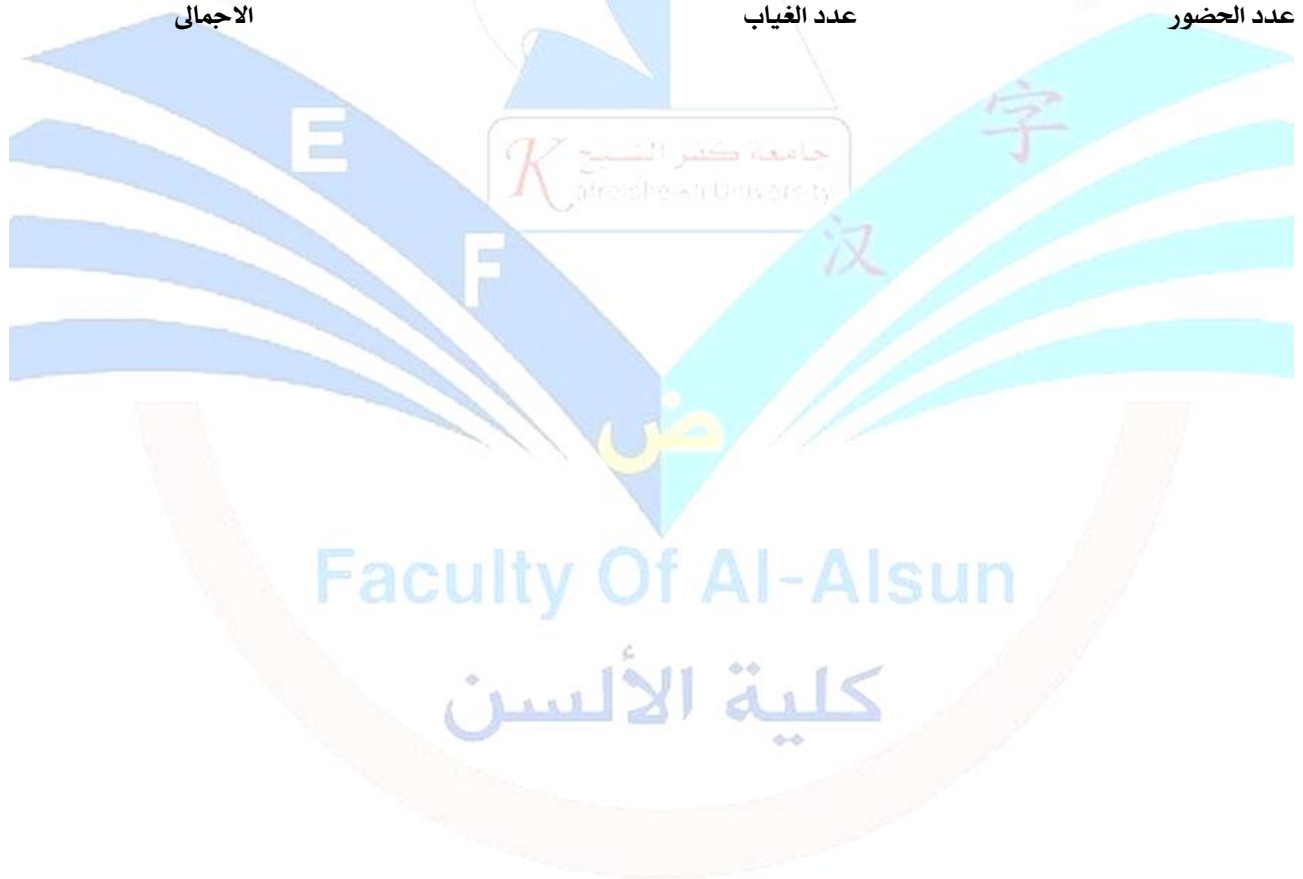 عدد الحضور عدد الغياب الاجمالى
E
字
جامعة كفر الشيخ
Kafrelsheikh University
F
汉
ض
Faculty Of Al-Alsun
كلية الألسن